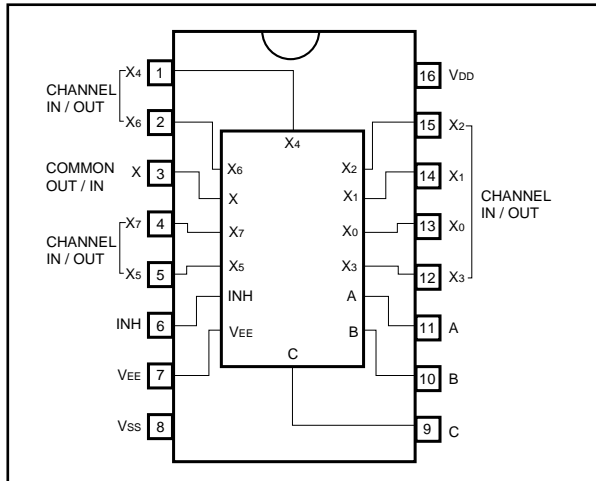 X4 1
CHANNEL
IN / OUT
X6 2
COMMON
OUT / IN
X 3
X7 4
CHANNEL
IN / OUT
X5 5
INH 6
VEE 7
VSS 8
X4
X6
X
X7
X5
INH
VEE
C
X2
X1
X0
X3
A
B
16 VDD
15 X2
14 X1
CHANNEL
IN / OUT
13 X0
12 X3
11 A
10 B
9 C